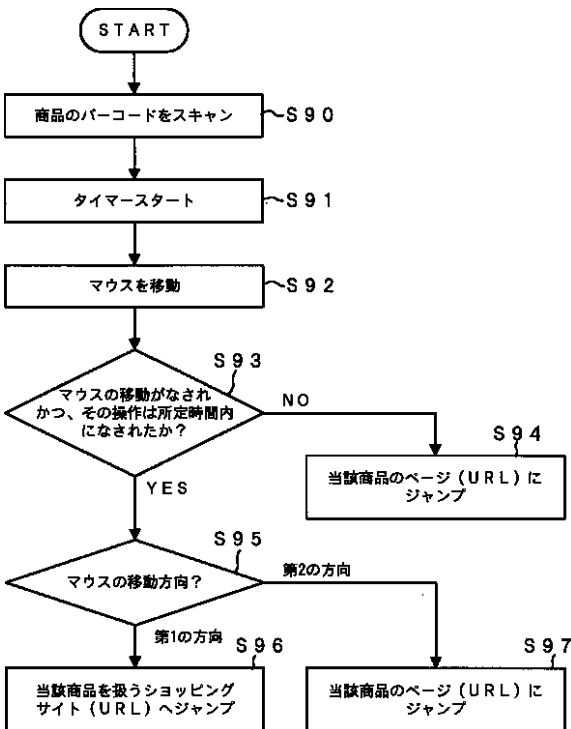 START
商品のバーコードをスキャン
S90
タイマースタート
S91
マウスを移動
S92
S93
マウスの移動がなされ
かつ、その操作は所定時間内
になされたか？
NO
S94
当該商品のページ（URL）に
ジャンプ
YES
S95
マウスの移動方向？
第2の方向
第1の方向
S96
当該商品を扱うショッピング
サイト（URL）へジャンプ
S97
当該商品のページ（URL）に
ジャンプ